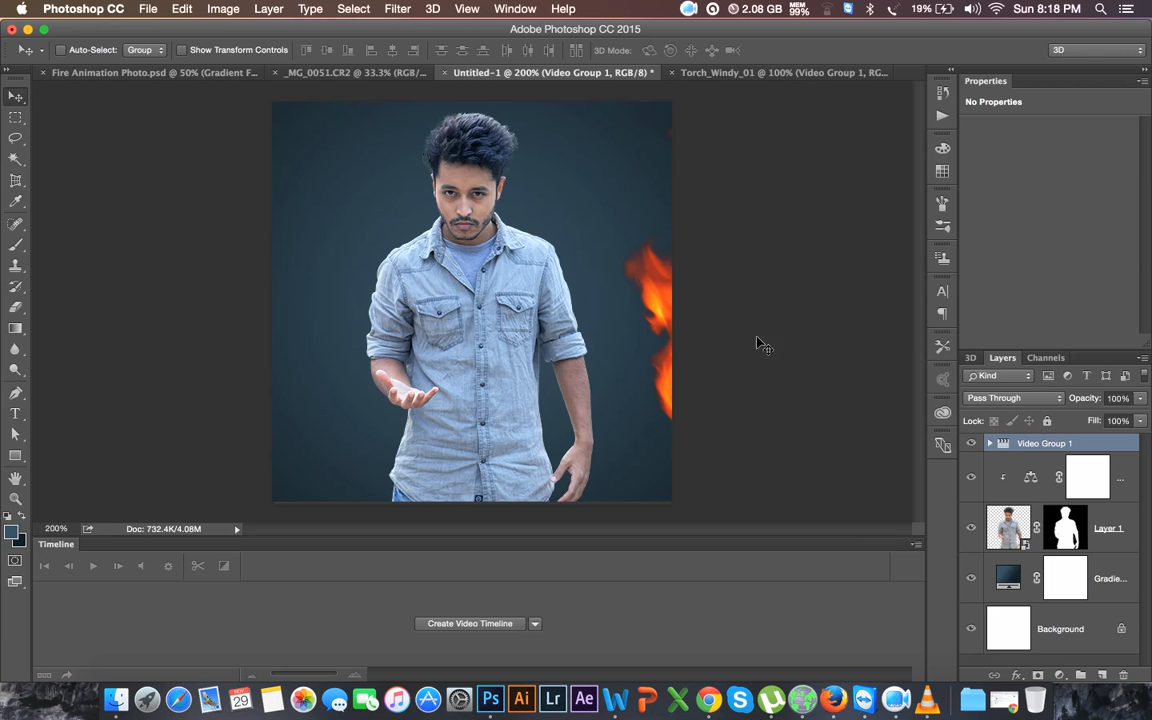 Photoshop CC File Edit Image Layer Type Select Filter 3D View Window Help 2.08 GB MEM 99% 19% Sun 8:18 PM
Adobe Photoshop CC 2015
Auto-Select: Group Show Transform Controls 3D Mode: 3D
Fire Animation Photo.psd @ 50% (Gradient F... _MG_0051.CR2 @ 33.3% (RGB/... Untitled-1 @ 200% (Video Group 1, RGB/8) * Torch_Windy_01 @ 100% (Video Group 1, RG...
Properties
No Properties
3D Layers Channels
Kind
Pass Through Opacity: 100%
Lock: Fill: 100%
Video Group 1
...
Layer 1
Gradie...
Background
200% Doc: 732.4K/4.08M
Timeline
Create Video Timeline